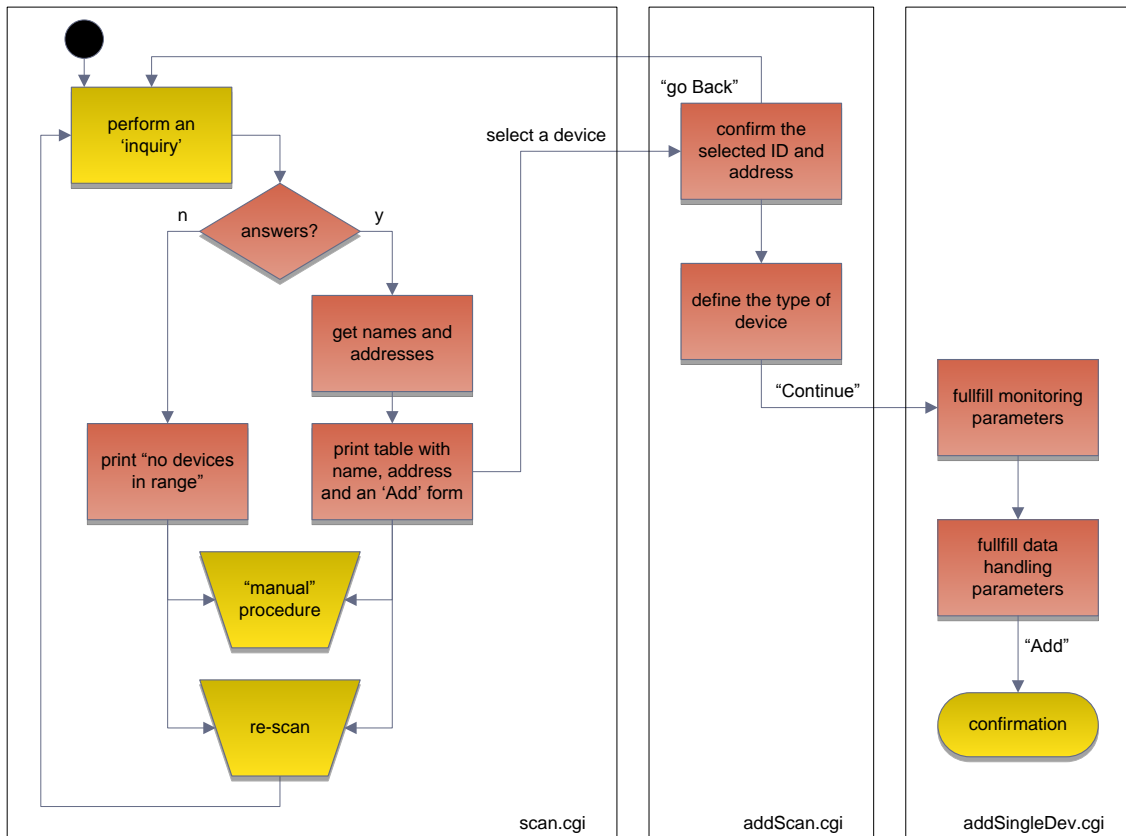 perform an
‘inquiry’
answers?
n
y
get names and
addresses
print “no devices
in range”
print table with
name, address
and an ‘Add’ form
“manual”
procedure
re-scan
scan.cgi
select a device
“go Back”
confirm the
selected ID and
address
define the type of
device
“Continue”
addScan.cgi
fullfill monitoring
parameters
fullfill data
handling
parameters
“Add”
confirmation
addSingleDev.cgi